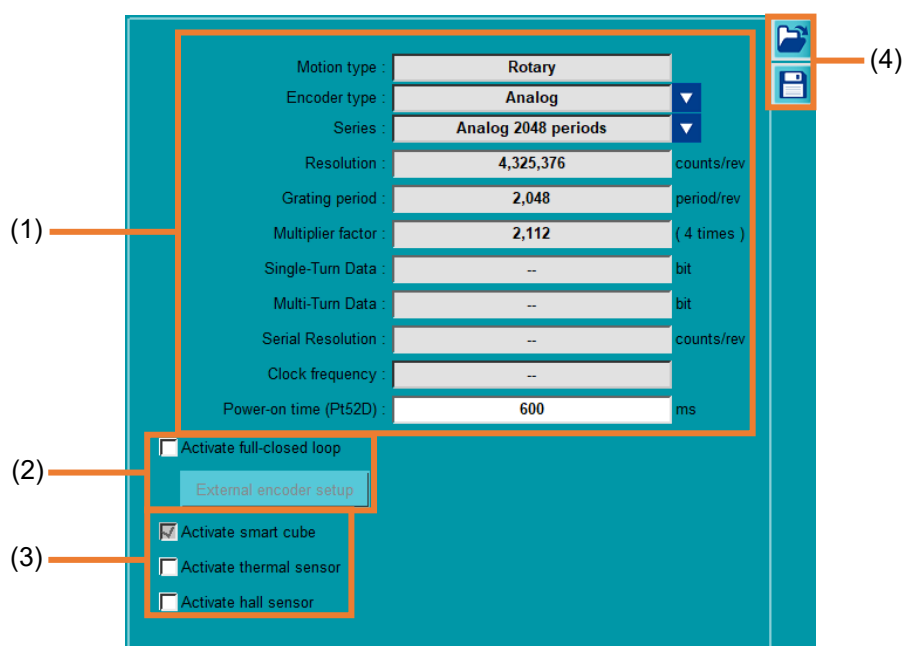 (4)
Motion type : Rotary
Encoder type : Analog
Series : Analog 2048 periods
Resolution : 4,325,376 counts/rev
Grating period : 2,048 period/rev
(1)
Multiplier factor : 2,112 ( 4 times )
Single-Turn Data : -- bit
Multi-Turn Data : -- bit
Serial Resolution : -- counts/rev
Clock frequency : --
Power-on time (Pt52D) : 600 ms
Activate full-closed loop
(2)
External encoder setup
Activate smart cube
(3)
Activate thermal sensor
Activate hall sensor